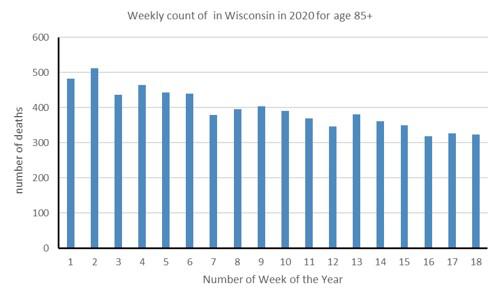 Weekly count of in Wisconsin in 2020 for age 85+
600
500
400
300
200
100
0
number of deaths
1 2 3 4 5 6 7 8 9 10 11 12 13 14 15 16 17 18
Number of Week of the Year